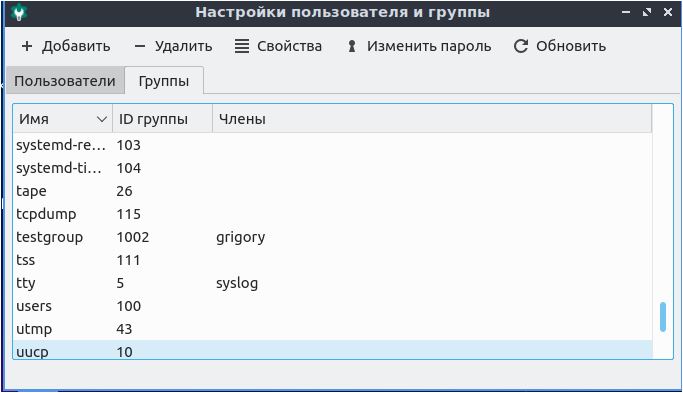 Настройки пользователя и группы
Добавить Удалить Свойства Изменить пароль Обновить
Пользователи Группы
Имя ID группы Члены
systemd-re... 103
systemd-ti... 104
tape 26
tcpdump 115
testgroup 1002 grigory
tss 111
tty 5 syslog
users 100
utmp 43
uucp 10